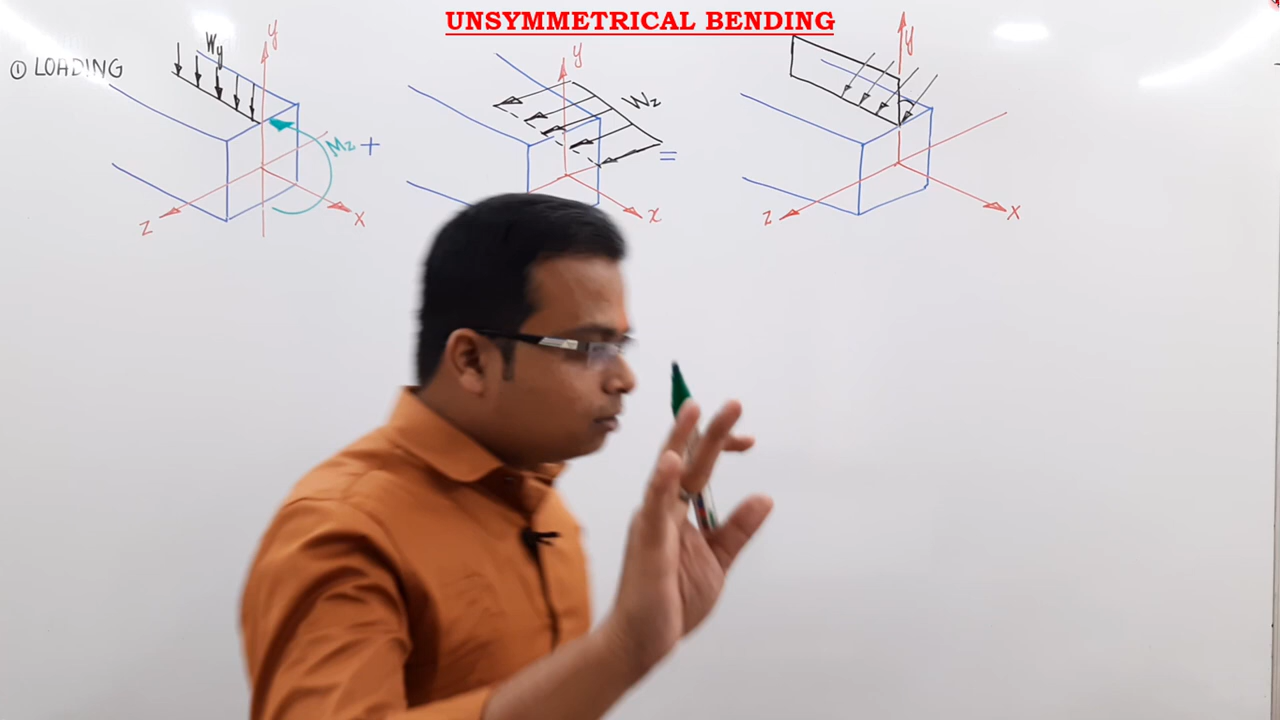 UNSYMMETRICAL BENDING
① LOADING
Wy
y
Mz +
z
x
y
Wz
=
x
y
z
x